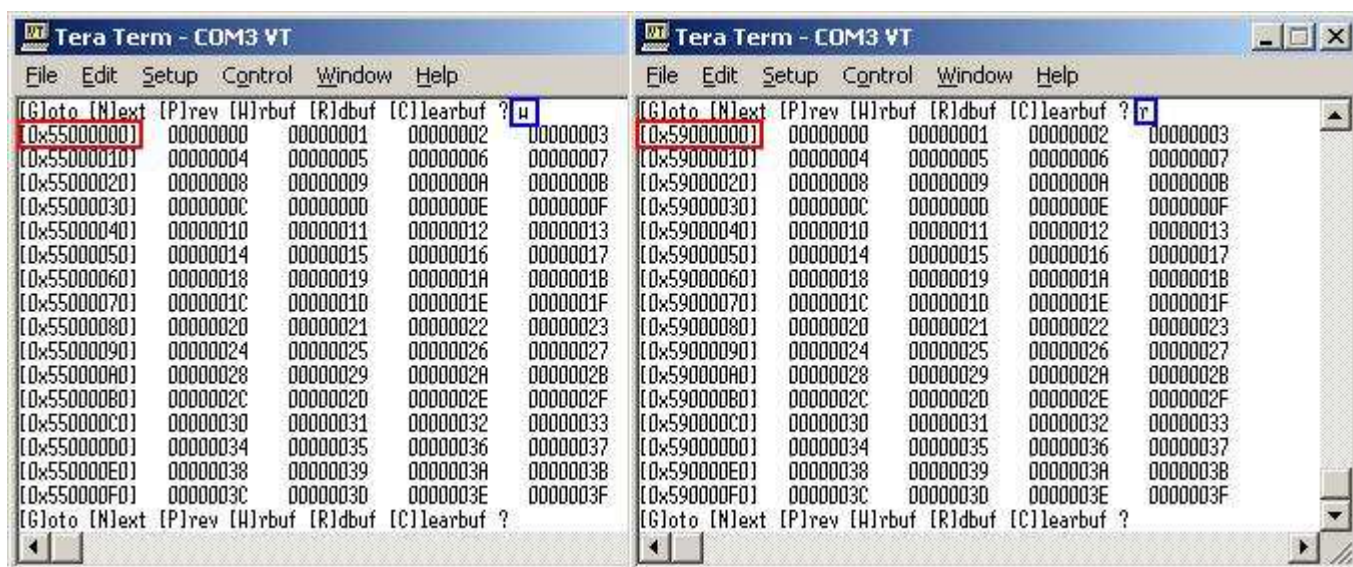 Tera Term - COM3 VT
File Edit Setup Control Window Help
[G]oto [N]ext [P]rev [W]rbuf [R]dbuf [C]learbuf ? w
[0x55000000] 00000000 00000001 00000002 00000003
[0x55000010] 00000004 00000005 00000006 00000007
[0x55000020] 00000008 00000009 0000000A 0000000B
[0x55000030] 0000000C 0000000D 0000000E 0000000F
[0x55000040] 00000010 00000011 00000012 00000013
[0x55000050] 00000014 00000015 00000016 00000017
[0x55000060] 00000018 00000019 0000001A 0000001B
[0x55000070] 0000001C 0000001D 0000001E 0000001F
[0x55000080] 00000020 00000021 00000022 00000023
[0x55000090] 00000024 00000025 00000026 00000027
[0x550000A0] 00000028 00000029 0000002A 0000002B
[0x550000B0] 0000002C 0000002D 0000002E 0000002F
[0x550000C0] 00000030 00000031 00000032 00000033
[0x550000D0] 00000034 00000035 00000036 00000037
[0x550000E0] 00000038 00000039 0000003A 0000003B
[0x550000F0] 0000003C 0000003D 0000003E 0000003F
[G]oto [N]ext [P]rev [W]rbuf [R]dbuf [C]learbuf ?
Tera Term - COM3 VT
File Edit Setup Control Window Help
[G]oto [N]ext [P]rev [W]rbuf [R]dbuf [C]learbuf ? r
[0x59000000] 00000000 00000001 00000002 00000003
[0x59000010] 00000004 00000005 00000006 00000007
[0x59000020] 00000008 00000009 0000000A 0000000B
[0x59000030] 0000000C 0000000D 0000000E 0000000F
[0x59000040] 00000010 00000011 00000012 00000013
[0x59000050] 00000014 00000015 00000016 00000017
[0x59000060] 00000018 00000019 0000001A 0000001B
[0x59000070] 0000001C 0000001D 0000001E 0000001F
[0x59000080] 00000020 00000021 00000022 00000023
[0x59000090] 00000024 00000025 00000026 00000027
[0x590000A0] 00000028 00000029 0000002A 0000002B
[0x590000B0] 0000002C 0000002D 0000002E 0000002F
[0x590000C0] 00000030 00000031 00000032 00000033
[0x590000D0] 00000034 00000035 00000036 00000037
[0x590000E0] 00000038 00000039 0000003A 0000003B
[0x590000F0] 0000003C 0000003D 0000003E 0000003F
[G]oto [N]ext [P]rev [W]rbuf [R]dbuf [C]learbuf ?